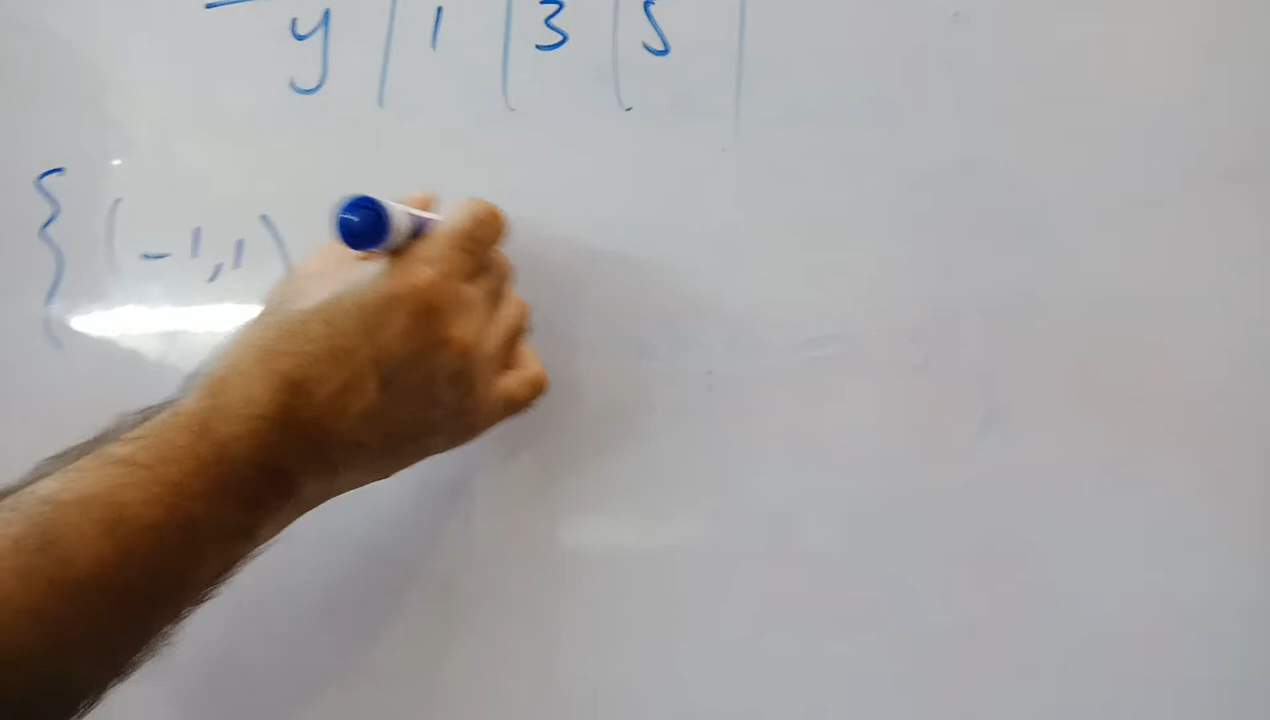 y | 1 | 3 | 5 |
{ (-1,1)